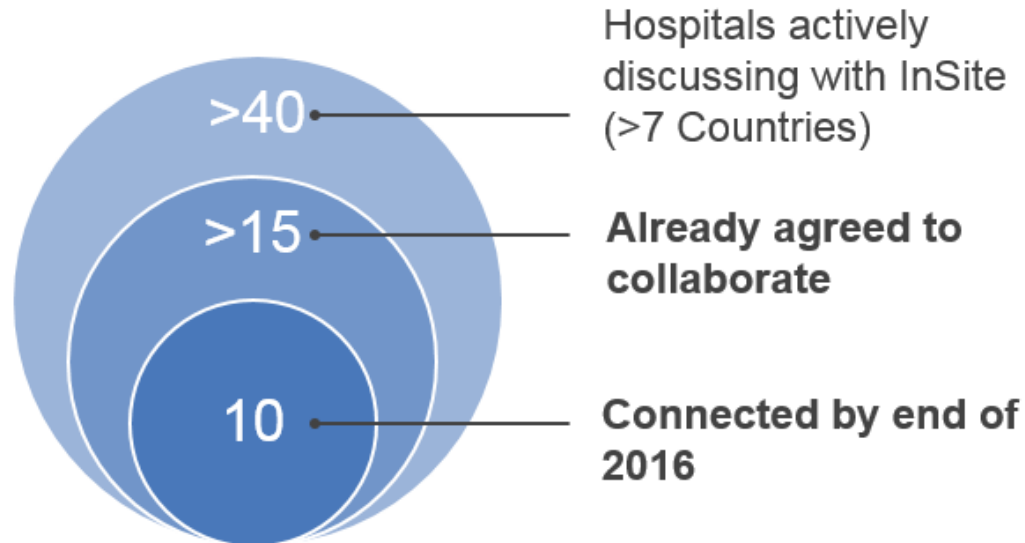 >40
Hospitals actively
discussing with InSite
(>7 Countries)
>15
Already agreed to
collaborate
10
Connected by end of
2016